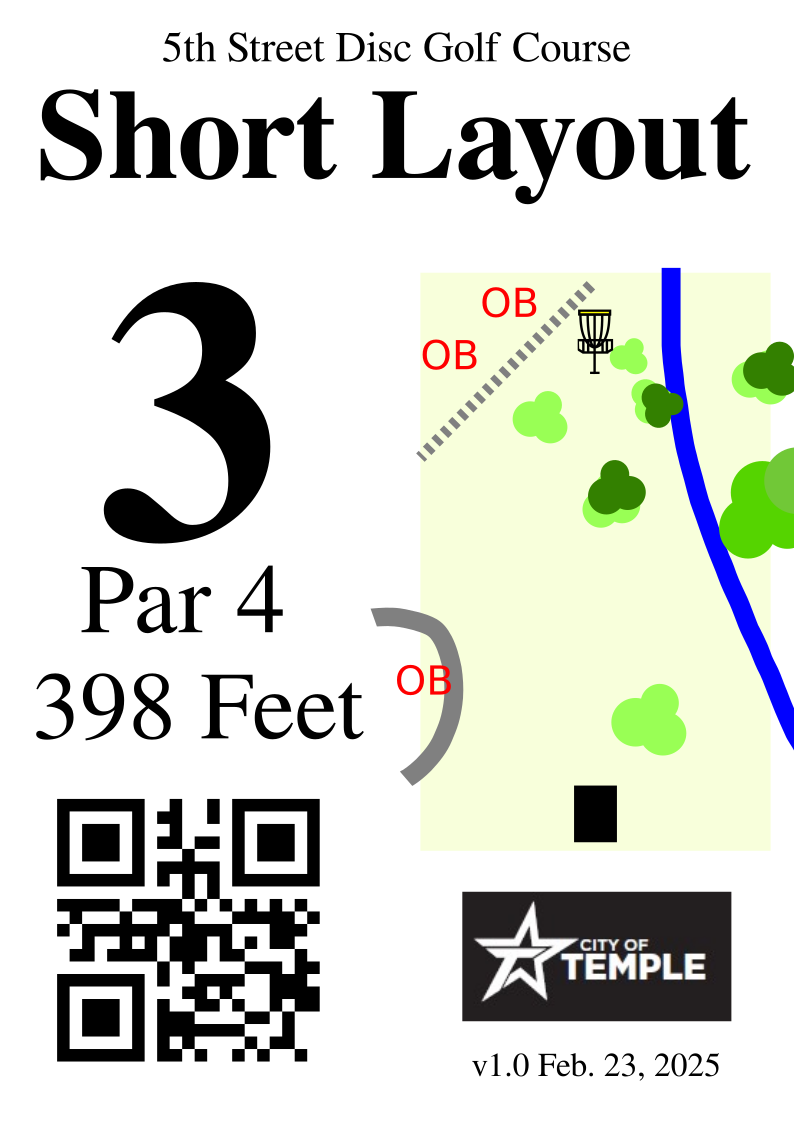 5th Street Disc Golf Course
Short Layout
3
Par 4
398 Feet
OB
OB
OB
CITY OF
TEMPLE
v1.0 Feb. 23, 2025